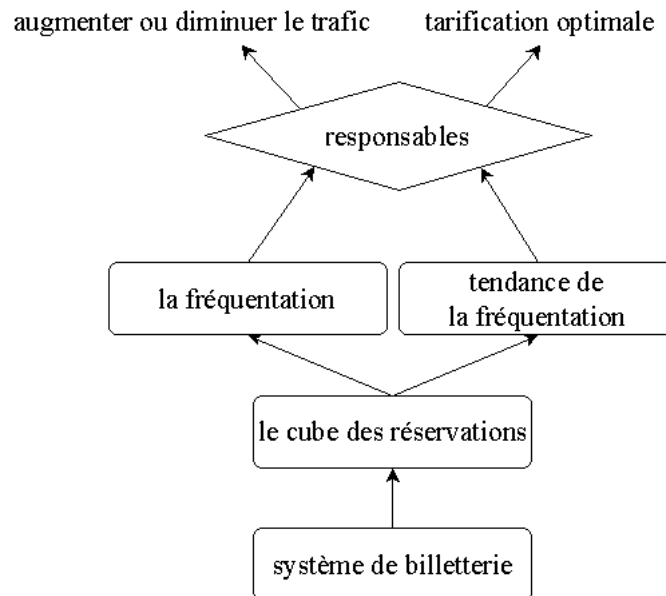 augmenter ou diminuer le trafic
tarification optimale
responsables
la fréquentation
tendance de
la fréquentation
le cube des réservations
système de billetterie